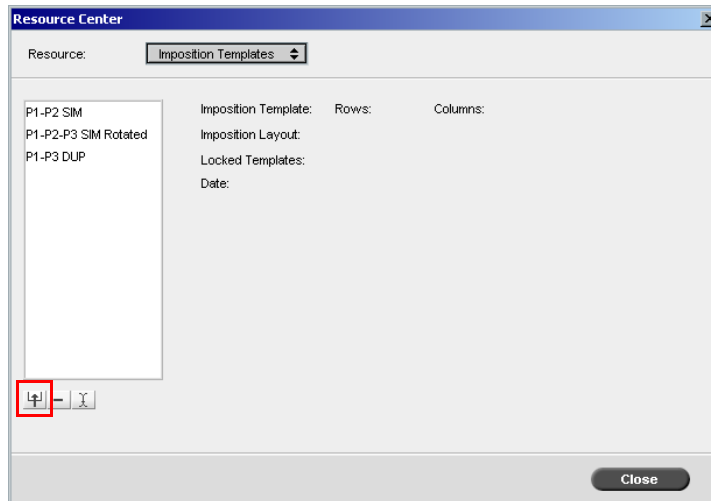 Resource Center
Resource: Imposition Templates
P1-P2 SIM
P1-P2-P3 SIM Rotated
P1-P3 DUP
Imposition Template: Rows: Columns:
Imposition Layout:
Locked Templates:
Date:
Close